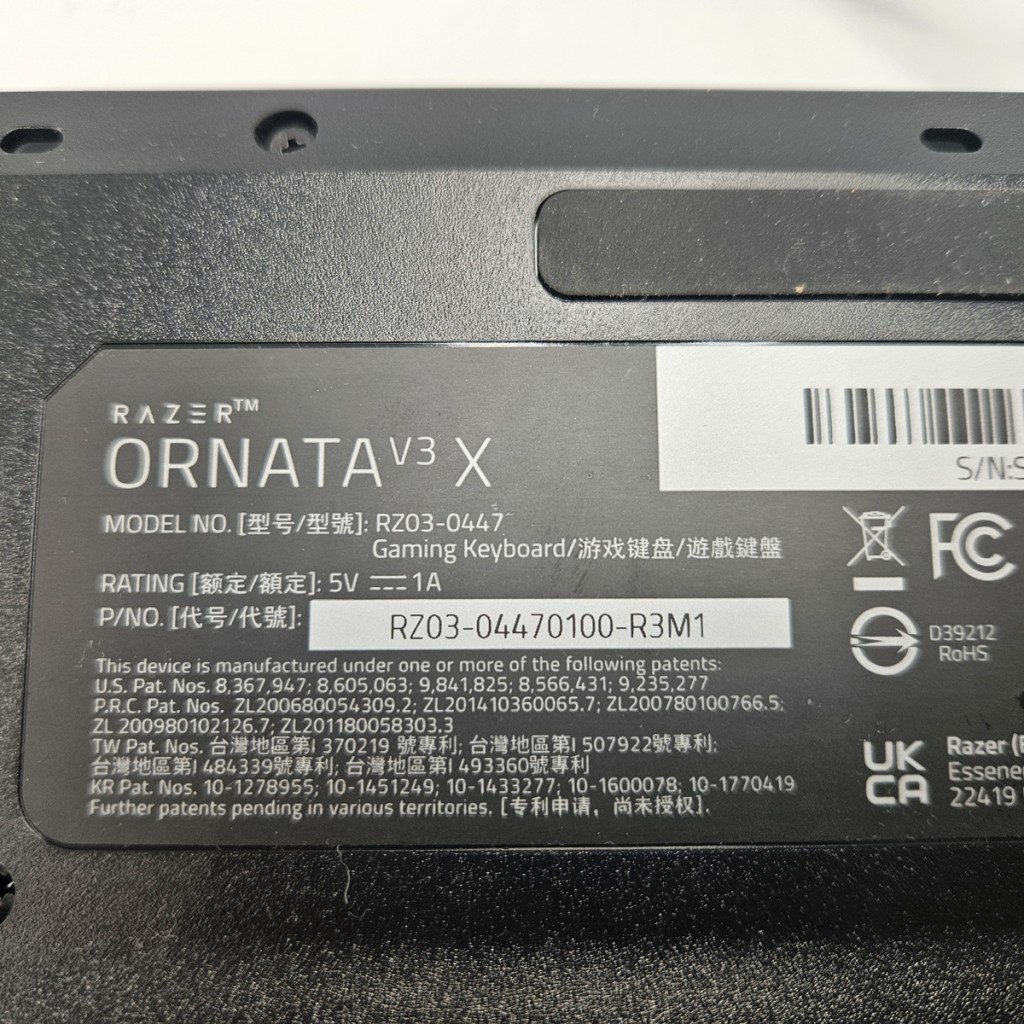 RAZER™
ORNATA V3 X
MODEL NO. [型号/型號]: RZ03-0447
Gaming Keyboard/游戏键盘/遊戲鍵盤
RATING [额定/額定]: 5V ⎓ 1A
P/NO. [代号/代號]:
RZ03-04470100-R3M1
This device is manufactured under one or more of the following patents:
U.S. Pat. Nos. 8,367,947; 8,605,063; 9,841,825; 8,566,431; 9,235,277
P.R.C. Pat. Nos. ZL200680054309.2; ZL201410360065.7; ZL200780100766.5;
ZL 200980102126.7; ZL201180058303.3
TW Pat. Nos. 台灣地區第I 370219 號專利; 台灣地區第I 507922號專利;
台灣地區第I 484339號專利; 台灣地區第I 493360號專利
KR Pat. Nos. 10-1278955; 10-1451249; 10-1433277; 10-1600078; 10-1770419
Further patents pending in various territories. [专利申请，尚未授权].
S/N:S
FC
D39212
RoHS
UK
CA
Razer (E
Essener
22419